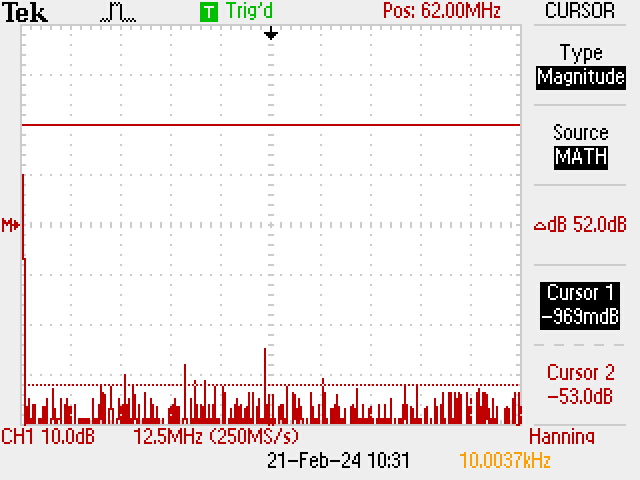 Tek
T Trig'd
Pos: 62.00MHz
CURSOR
Type
Magnitude
Source
MATH
M
△dB 52.0dB
Cursor 1
-969mdB
Cursor 2
-53.0dB
CH1 10.0dB
12.5MHz (250MS/s)
Hanning
21-Feb-24 10:31
10.0037kHz